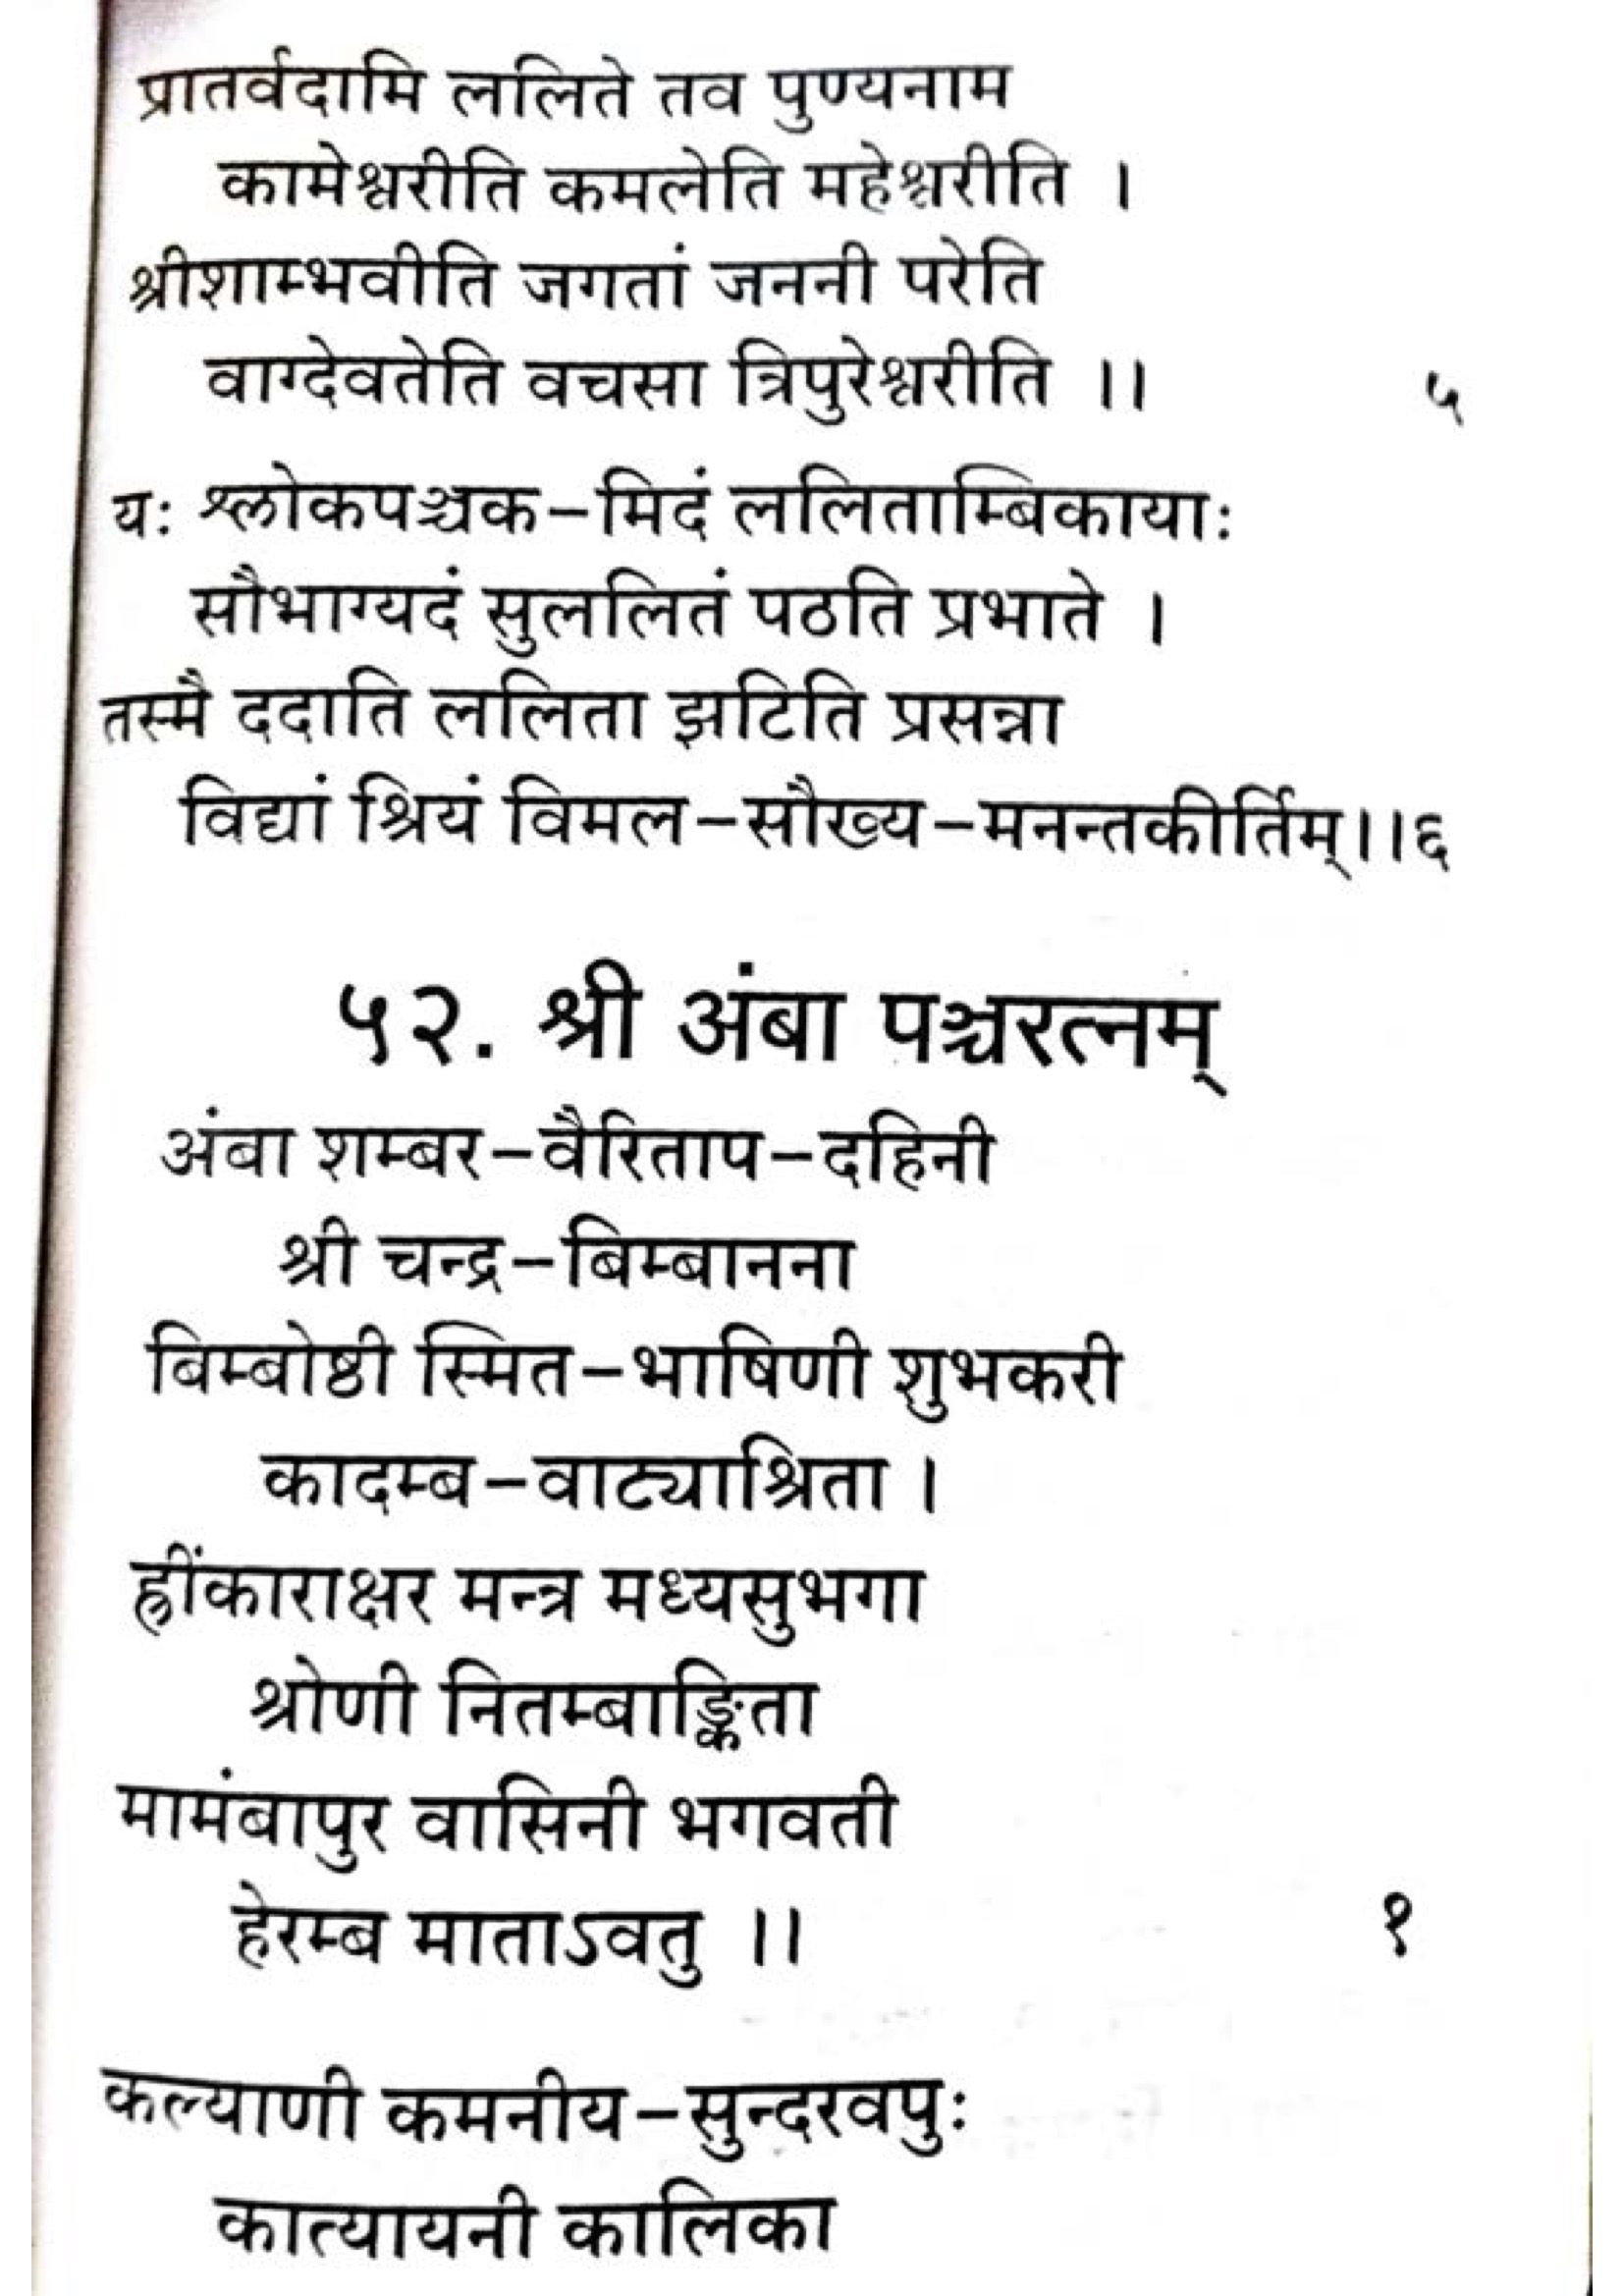 प्रातर्वदामि ललिते तव पुण्यनाम
कामेश्वरीति कमलेति महेश्वरीति ।
श्रीशाम्भवीति जगतां जननी परेति
वाग्देवतेति वचसा त्रिपुरेश्वरीति ।। ५
यः श्लोकपञ्चक–मिदं ललिताम्बिकायाः
सौभाग्यदं सुललितं पठति प्रभाते ।
तस्मै ददाति ललिता झटिति प्रसन्ना
विद्यां श्रियं विमल–सौख्य–मनन्तकीर्तिम्।।६
५२. श्री अंबा पञ्चरत्नम्
अंबा शम्बर–वैरिताप–दहिनी
श्री चन्द्र–बिम्बानना
बिम्बोष्ठी स्मित–भाषिणी शुभकरी
कादम्ब–वाट्याश्रिता ।
ह्रींकाराक्षर मन्त्र मध्यसुभगा
श्रोणी नितम्बाङ्किता
मामंबापुर वासिनी भगवती
हेरम्ब माताऽवतु ।। १
कल्याणी कमनीय–सुन्दरवपुः
कात्यायनी कालिका